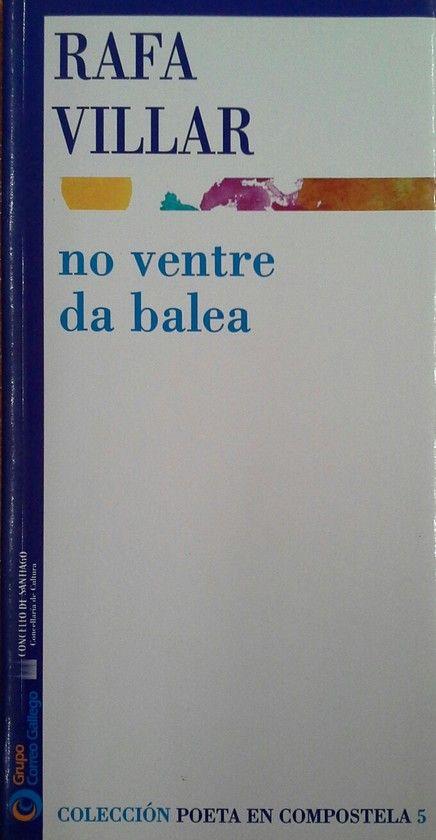 RAFA
VILLAR
no ventre
da balea
CONCELLO DE SANTIAGO
Concellaría de Cultura
Grupo
Correo Gallego
COLECCIÓN POETA EN COMPOSTELA 5